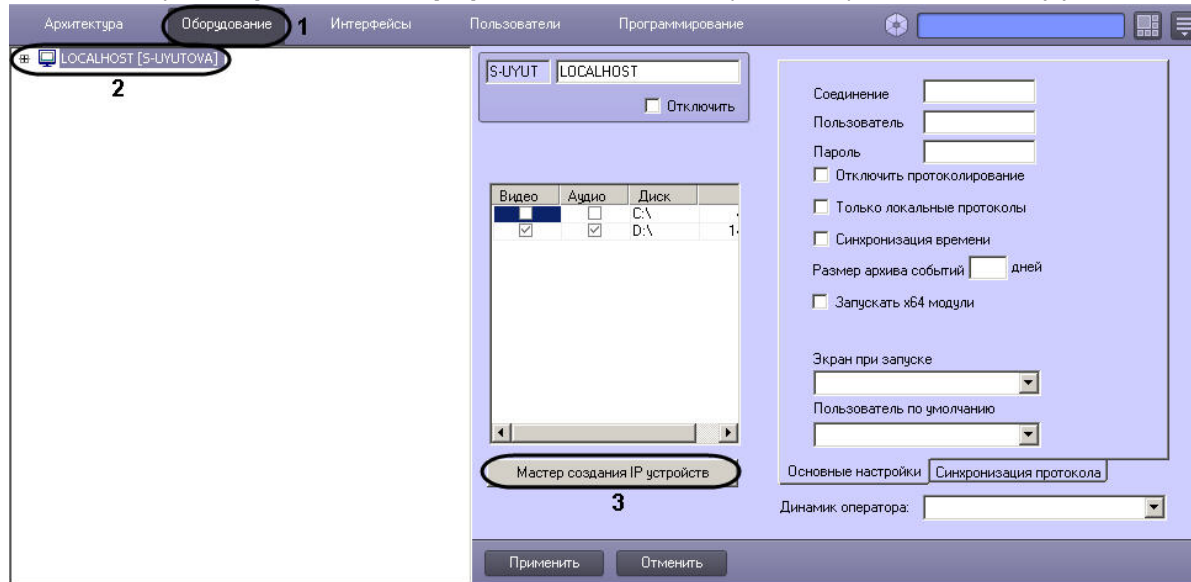 Архитектура Оборудование 1 Интерфейсы Пользователи Программирование
LOCALHOST [S-UYUTOVA]
2
S-UYUT LOCALHOST
Отключить
Видео Аудио Диск
C:\
D:\ 1
Мастер создания IP устройств
3
Соединение
Пользователь
Пароль
Отключить протоколирование
Только локальные протоколы
Синхронизация времени
Размер архива событий дней
Запускать x64 модули
Экран при запуске
Пользователь по умолчанию
Основные настройки Синхронизация протокола
Динамик оператора:
Применить Отменить